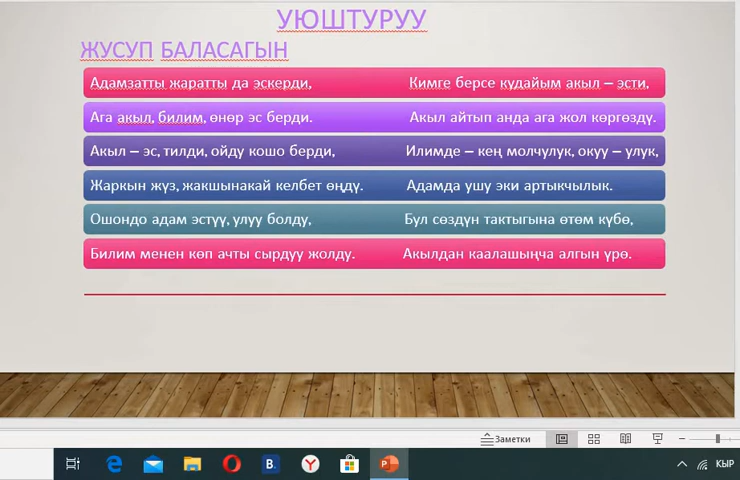 УЮШТУРУУ
ЖУСУП БАЛАСАГЫН
Адамзатты жаратты да эскерди, Кимге берсе кудайым акыл – эсти,
Ага акыл, билим, өнөр эс берди. Акыл айтып анда ага жол көргөздү.
Акыл – эс, тилди, ойду кошо берди, Илимде – кең молчулук, окуу – улук,
Жаркын жүз, жакшынакай келбет өңдү. Адамда ушу эки артыкчылык.
Ошондо адам эстүү, улуу болду, Бул сөздүн тактыгына өтөм күбө,
Билим менен көп ачты сырдуу жолду. Акылдан каалашыңча алгын үрө.
Заметки
КЫР